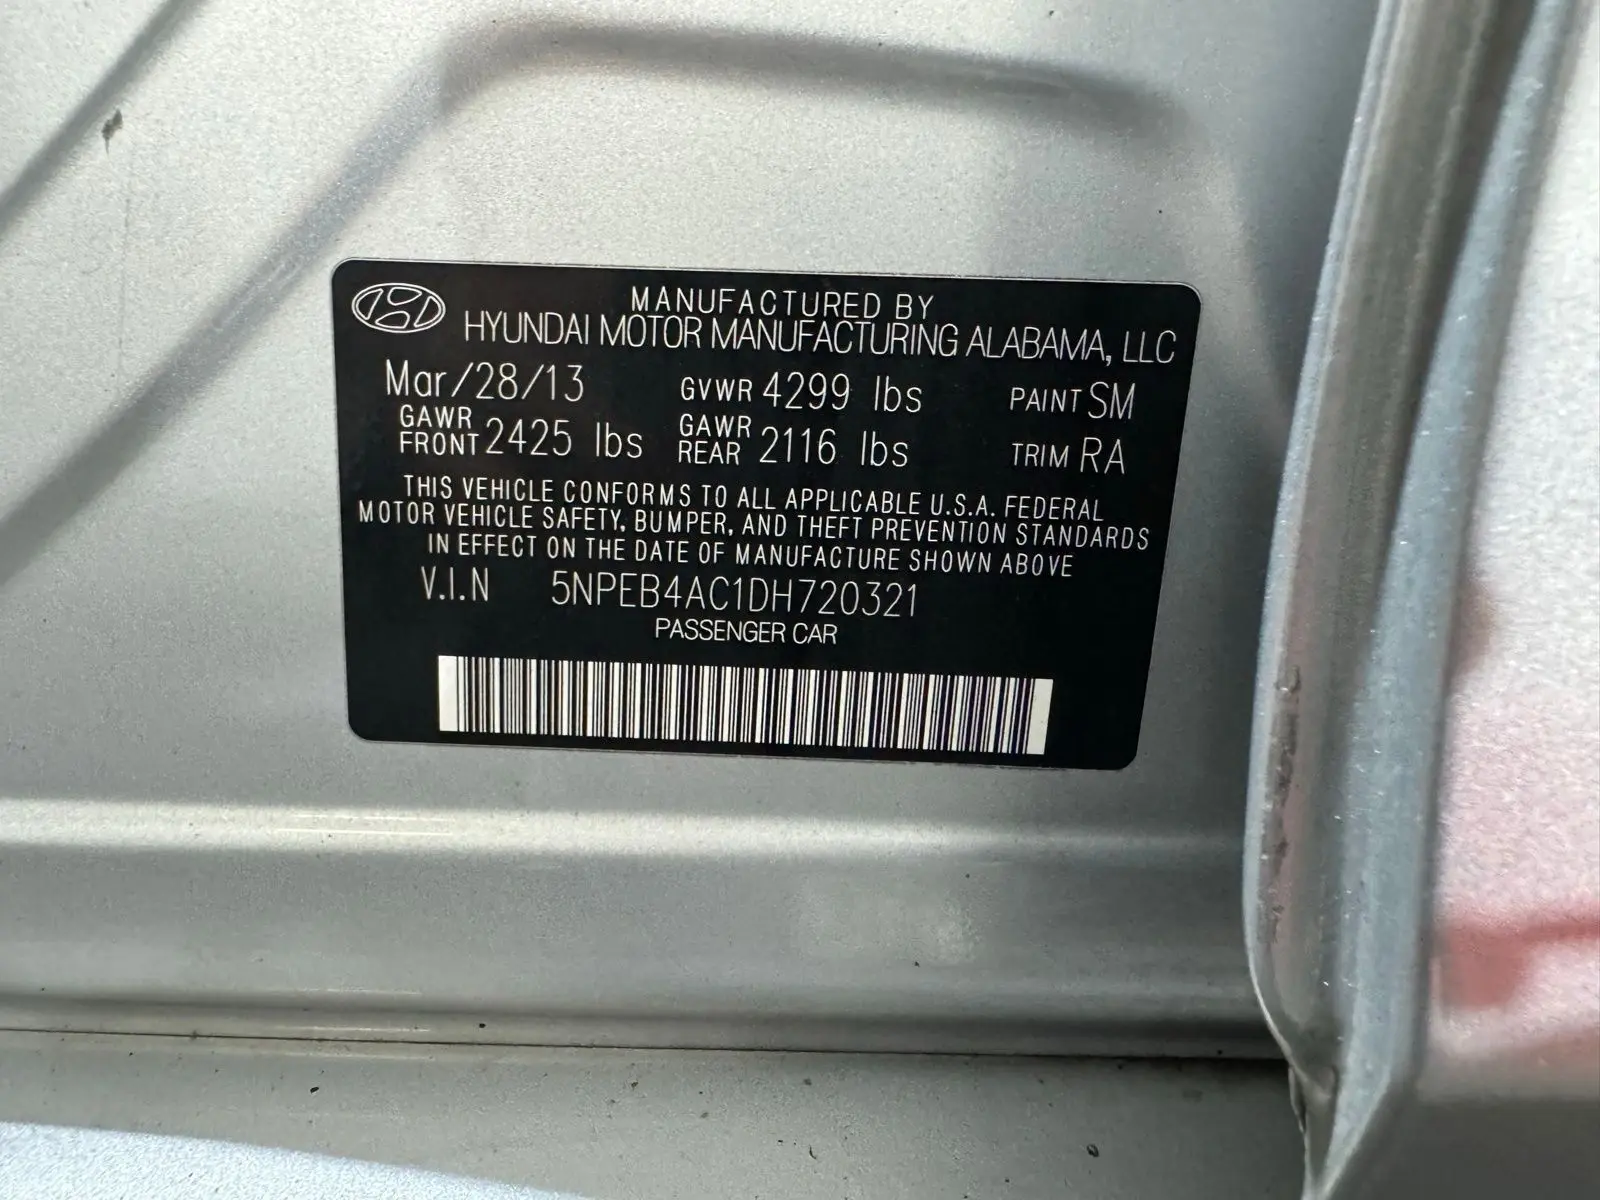 MANUFACTURED BY
HYUNDAI MOTOR MANUFACTURING ALABAMA, LLC
Mar/28/13 GVWR 4299 lbs PAINT SM
GAWR FRONT 2425 lbs GAWR REAR 2116 lbs TRIM RA
THIS VEHICLE CONFORMS TO ALL APPLICABLE U.S.A. FEDERAL
MOTOR VEHICLE SAFETY, BUMPER, AND THEFT PREVENTION STANDARDS
IN EFFECT ON THE DATE OF MANUFACTURE SHOWN ABOVE
V.I.N 5NPEB4AC1DH720321
PASSENGER CAR